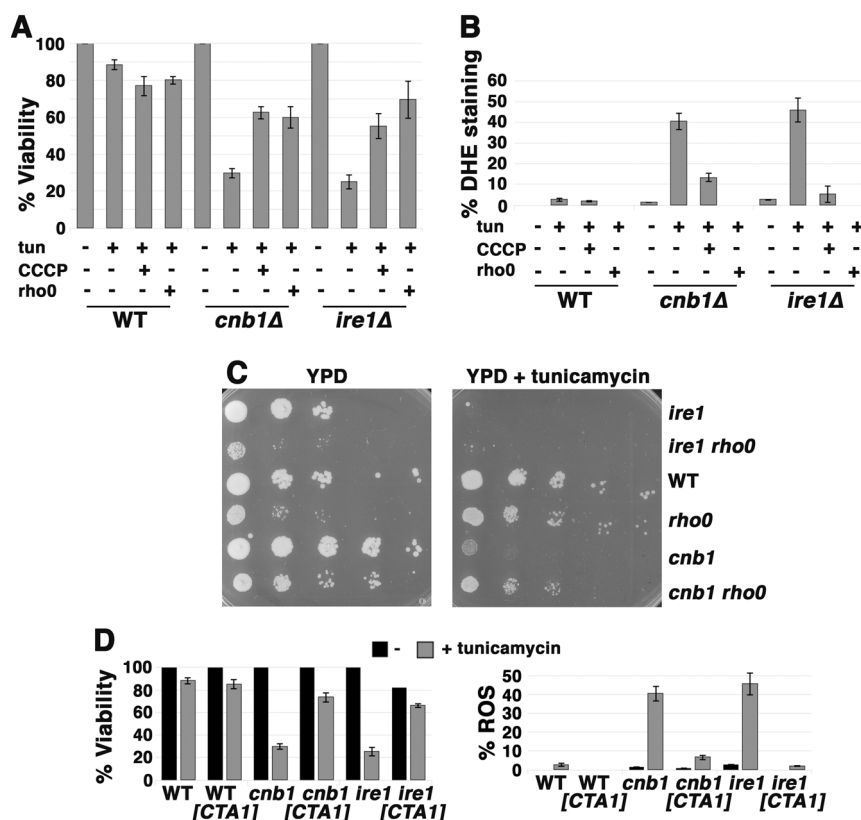 A
100
80
60
40
20
0
% Viability
tun - + + + - + + + - + + +
CCCP - - + - - - + - - - + -
rho0 - - - + - - - + - - - +
WT cnb1Δ ire1Δ
B
60
50
40
30
20
10
0
% DHE staining
tun - + + + - + + + - + + +
CCCP - - + - - - + - - - + -
rho0 - - - + - - - + - - - +
WT cnb1Δ ire1Δ
C YPD YPD + tunicamycin
ire1
ire1 rho0
WT
rho0
cnb1
cnb1 rho0
D
- + tunicamycin
100
80
60
40
20
0
% Viability
WT WT cnb1 cnb1 ire1 ire1
[CTA1] [CTA1] [CTA1]
50
40
30
20
10
0
% ROS
WT WT cnb1 cnb1 ire1 ire1
[CTA1] [CTA1] [CTA1]